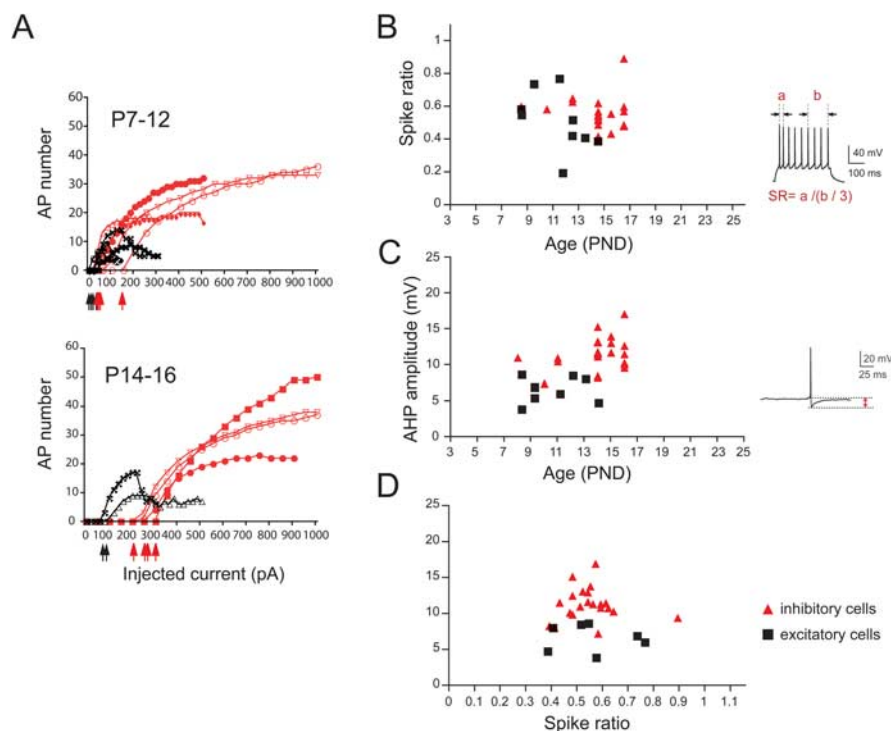 A
P7-12
AP number
60
50
40
30
20
10
0
0 100 200 300 400 500 600 700 800 900 1000
P14-16
AP number
60
50
40
30
20
10
0
0 100 200 300 400 500 600 700 800 900 1000
Injected current (pA)
B
Spike ratio
1
0.8
0.6
0.4
0.2
0
3 5 7 9 11 13 15 17 19 21 23 25
Age (PND)
a b
40 mV
100 ms
SR= a /(b / 3)
C
AHP amplitude (mV)
25
20
15
10
5
0
3 5 7 9 11 13 15 17 19 21 23 25
Age (PND)
20 mV
25 ms
D
25
20
15
10
5
0
0 0.1 0.2 0.3 0.4 0.5 0.6 0.7 0.8 0.9 1 1.1
Spike ratio
inhibitory cells
excitatory cells